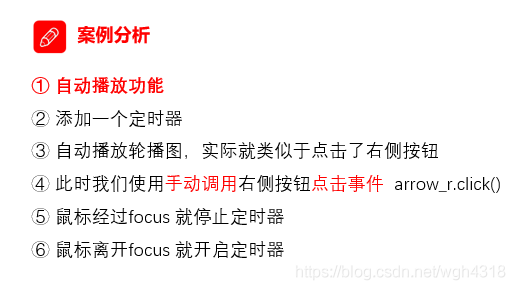 案例分析
① 自动播放功能
② 添加一个定时器
③ 自动播放轮播图，实际就类似于点击了右侧按钮
④ 此时我们使用手动调用右侧按钮点击事件 arrow_r.click()
⑤ 鼠标经过focus 就停止定时器
⑥ 鼠标离开focus 就开启定时器
https://blog.csdn.net/wgh4318